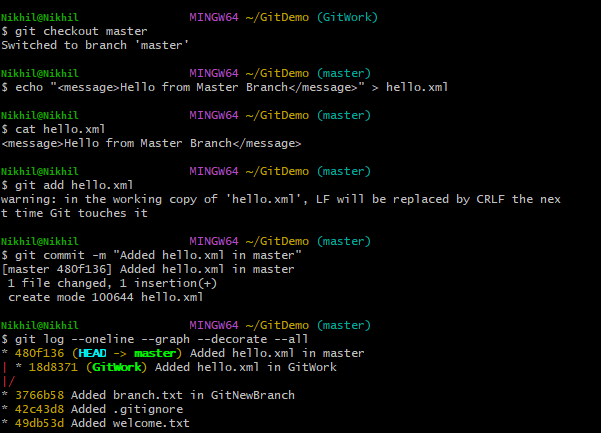 Nikhil@Nikhil MINGW64 ~/GitDemo (GitWork)
$ git checkout master
Switched to branch 'master'
Nikhil@Nikhil MINGW64 ~/GitDemo (master)
$ echo "<message>Hello from Master Branch</message>" > hello.xml
Nikhil@Nikhil MINGW64 ~/GitDemo (master)
$ cat hello.xml
<message>Hello from Master Branch</message>
Nikhil@Nikhil MINGW64 ~/GitDemo (master)
$ git add hello.xml
warning: in the working copy of 'hello.xml', LF will be replaced by CRLF the nex
t time Git touches it
Nikhil@Nikhil MINGW64 ~/GitDemo (master)
$ git commit -m "Added hello.xml in master"
[master 480f136] Added hello.xml in master
 1 file changed, 1 insertion(+)
 create mode 100644 hello.xml
Nikhil@Nikhil MINGW64 ~/GitDemo (master)
$ git log --oneline --graph --decorate --all
* 480f136 (HEAD -> master) Added hello.xml in master
| * 18d8371 (GitWork) Added hello.xml in GitWork
|/
* 3766b58 Added branch.txt in GitNewBranch
* 42c43d8 Added .gitignore
* 49db53d Added welcome.txt